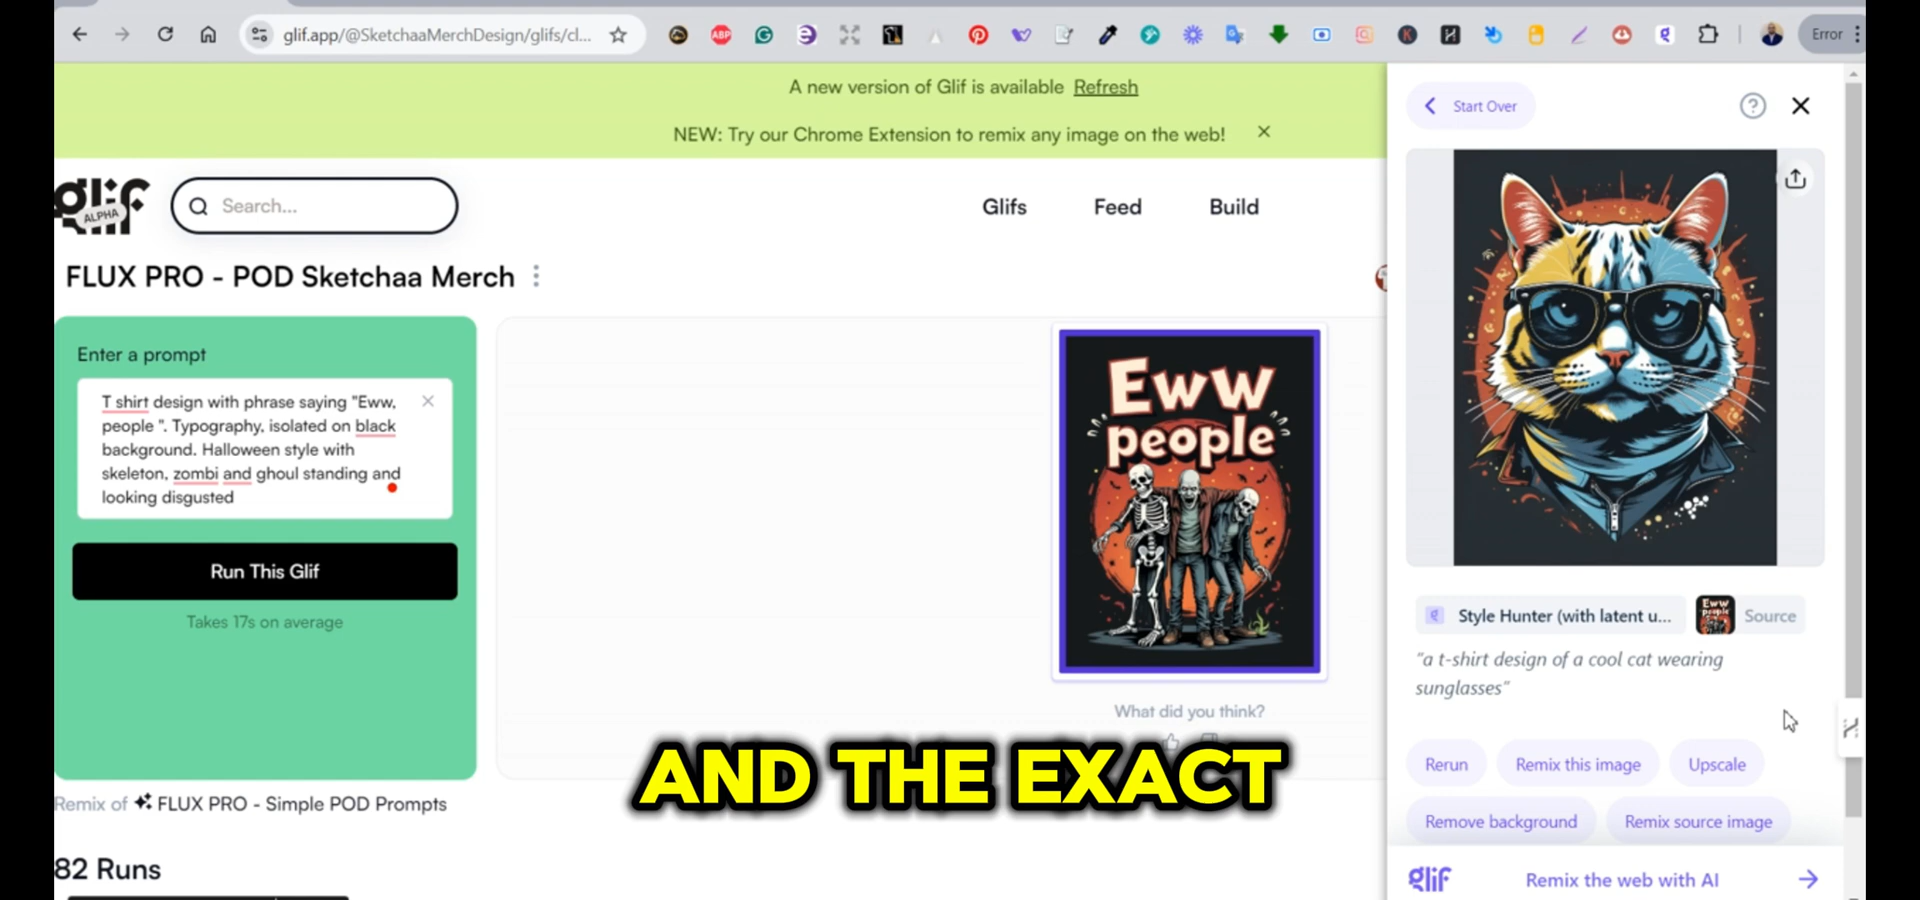 glif.app/@SketchaaMerchDesign/glifs/cl...
ABP
Error
A new version of Glif is available Refresh
NEW: Try our Chrome Extension to remix any image on the web!
glif
ALPHA
Search...
Glifs
Feed
Build
FLUX PRO - POD Sketchaa Merch
Enter a prompt
T shirt design with phrase saying "Eww,
people ". Typography, isolated on black
background. Halloween style with
skeleton, zombi and ghoul standing and
looking disgusted
Run This Glif
Takes 17s on average
Remix of FLUX PRO - Simple POD Prompts
82 Runs
Eww
people
What did you think?
AND THE EXACT
Start Over
Style Hunter (with latent u...
Eww
people
Source
"a t-shirt design of a cool cat wearing
sunglasses"
Rerun
Remix this image
Upscale
Remove background
Remix source image
glif
Remix the web with AI